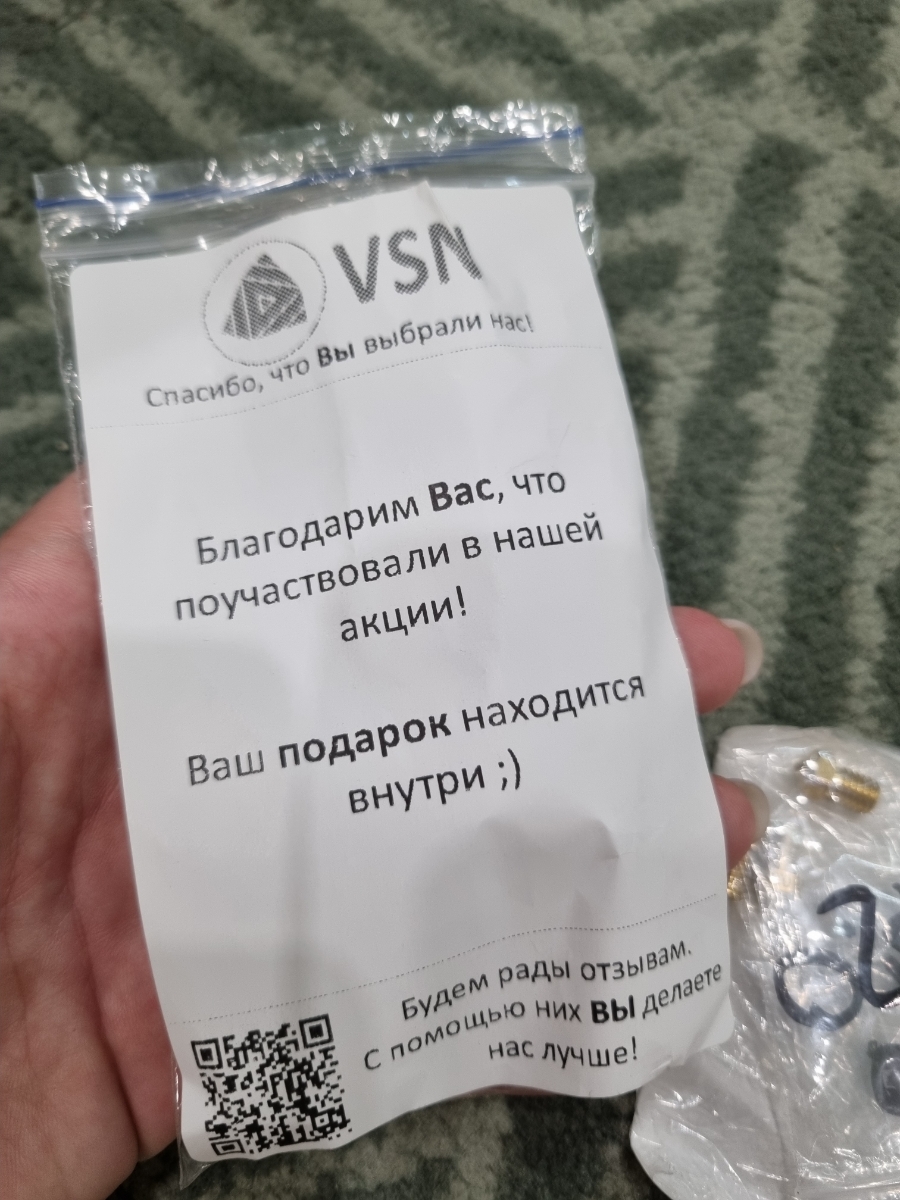 VSN
Спасибо, что Вы выбрали нас!
Благодарим Вас, что
поучаствовали в нашей
акции!
Ваш подарок находится
внутри ;)
Будем рады отзывам.
С помощью них ВЫ делаете
нас лучше!